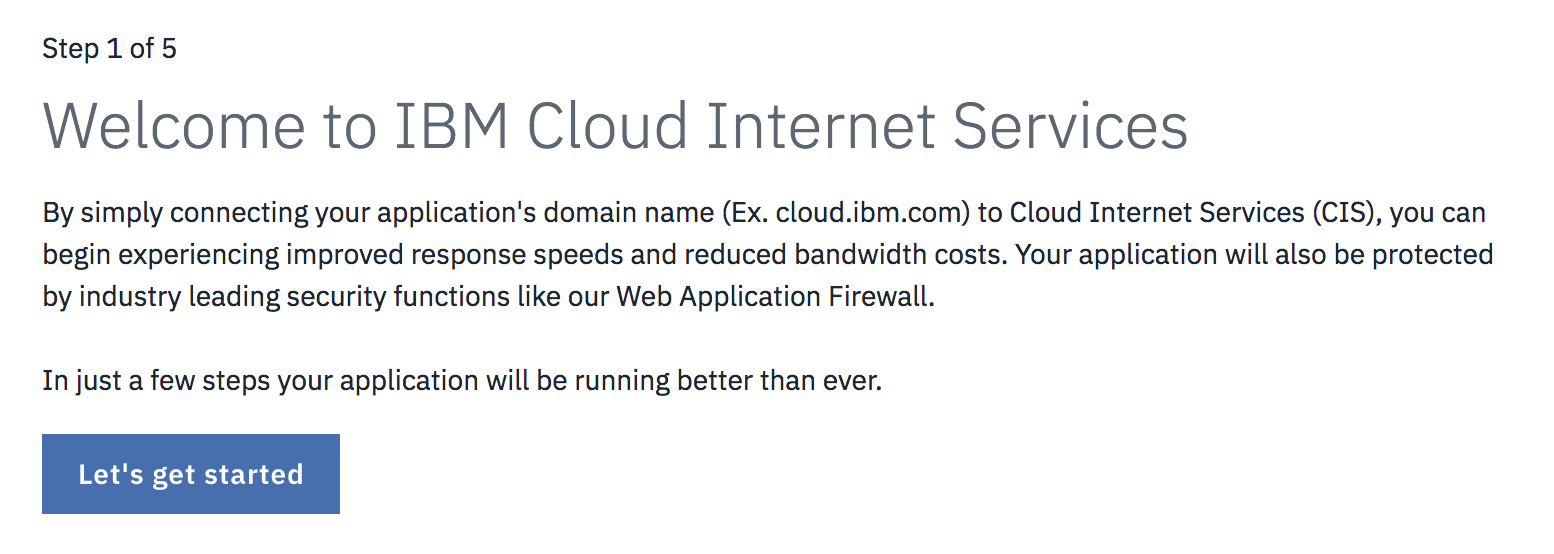 Step 1 of 5
Welcome to IBM Cloud Internet Services
By simply connecting your application's domain name (Ex. cloud.ibm.com) to Cloud Internet Services (CIS), you can
begin experiencing improved response speeds and reduced bandwidth costs. Your application will also be protected
by industry leading security functions like our Web Application Firewall.
In just a few steps your application will be running better than ever.
Let's get started